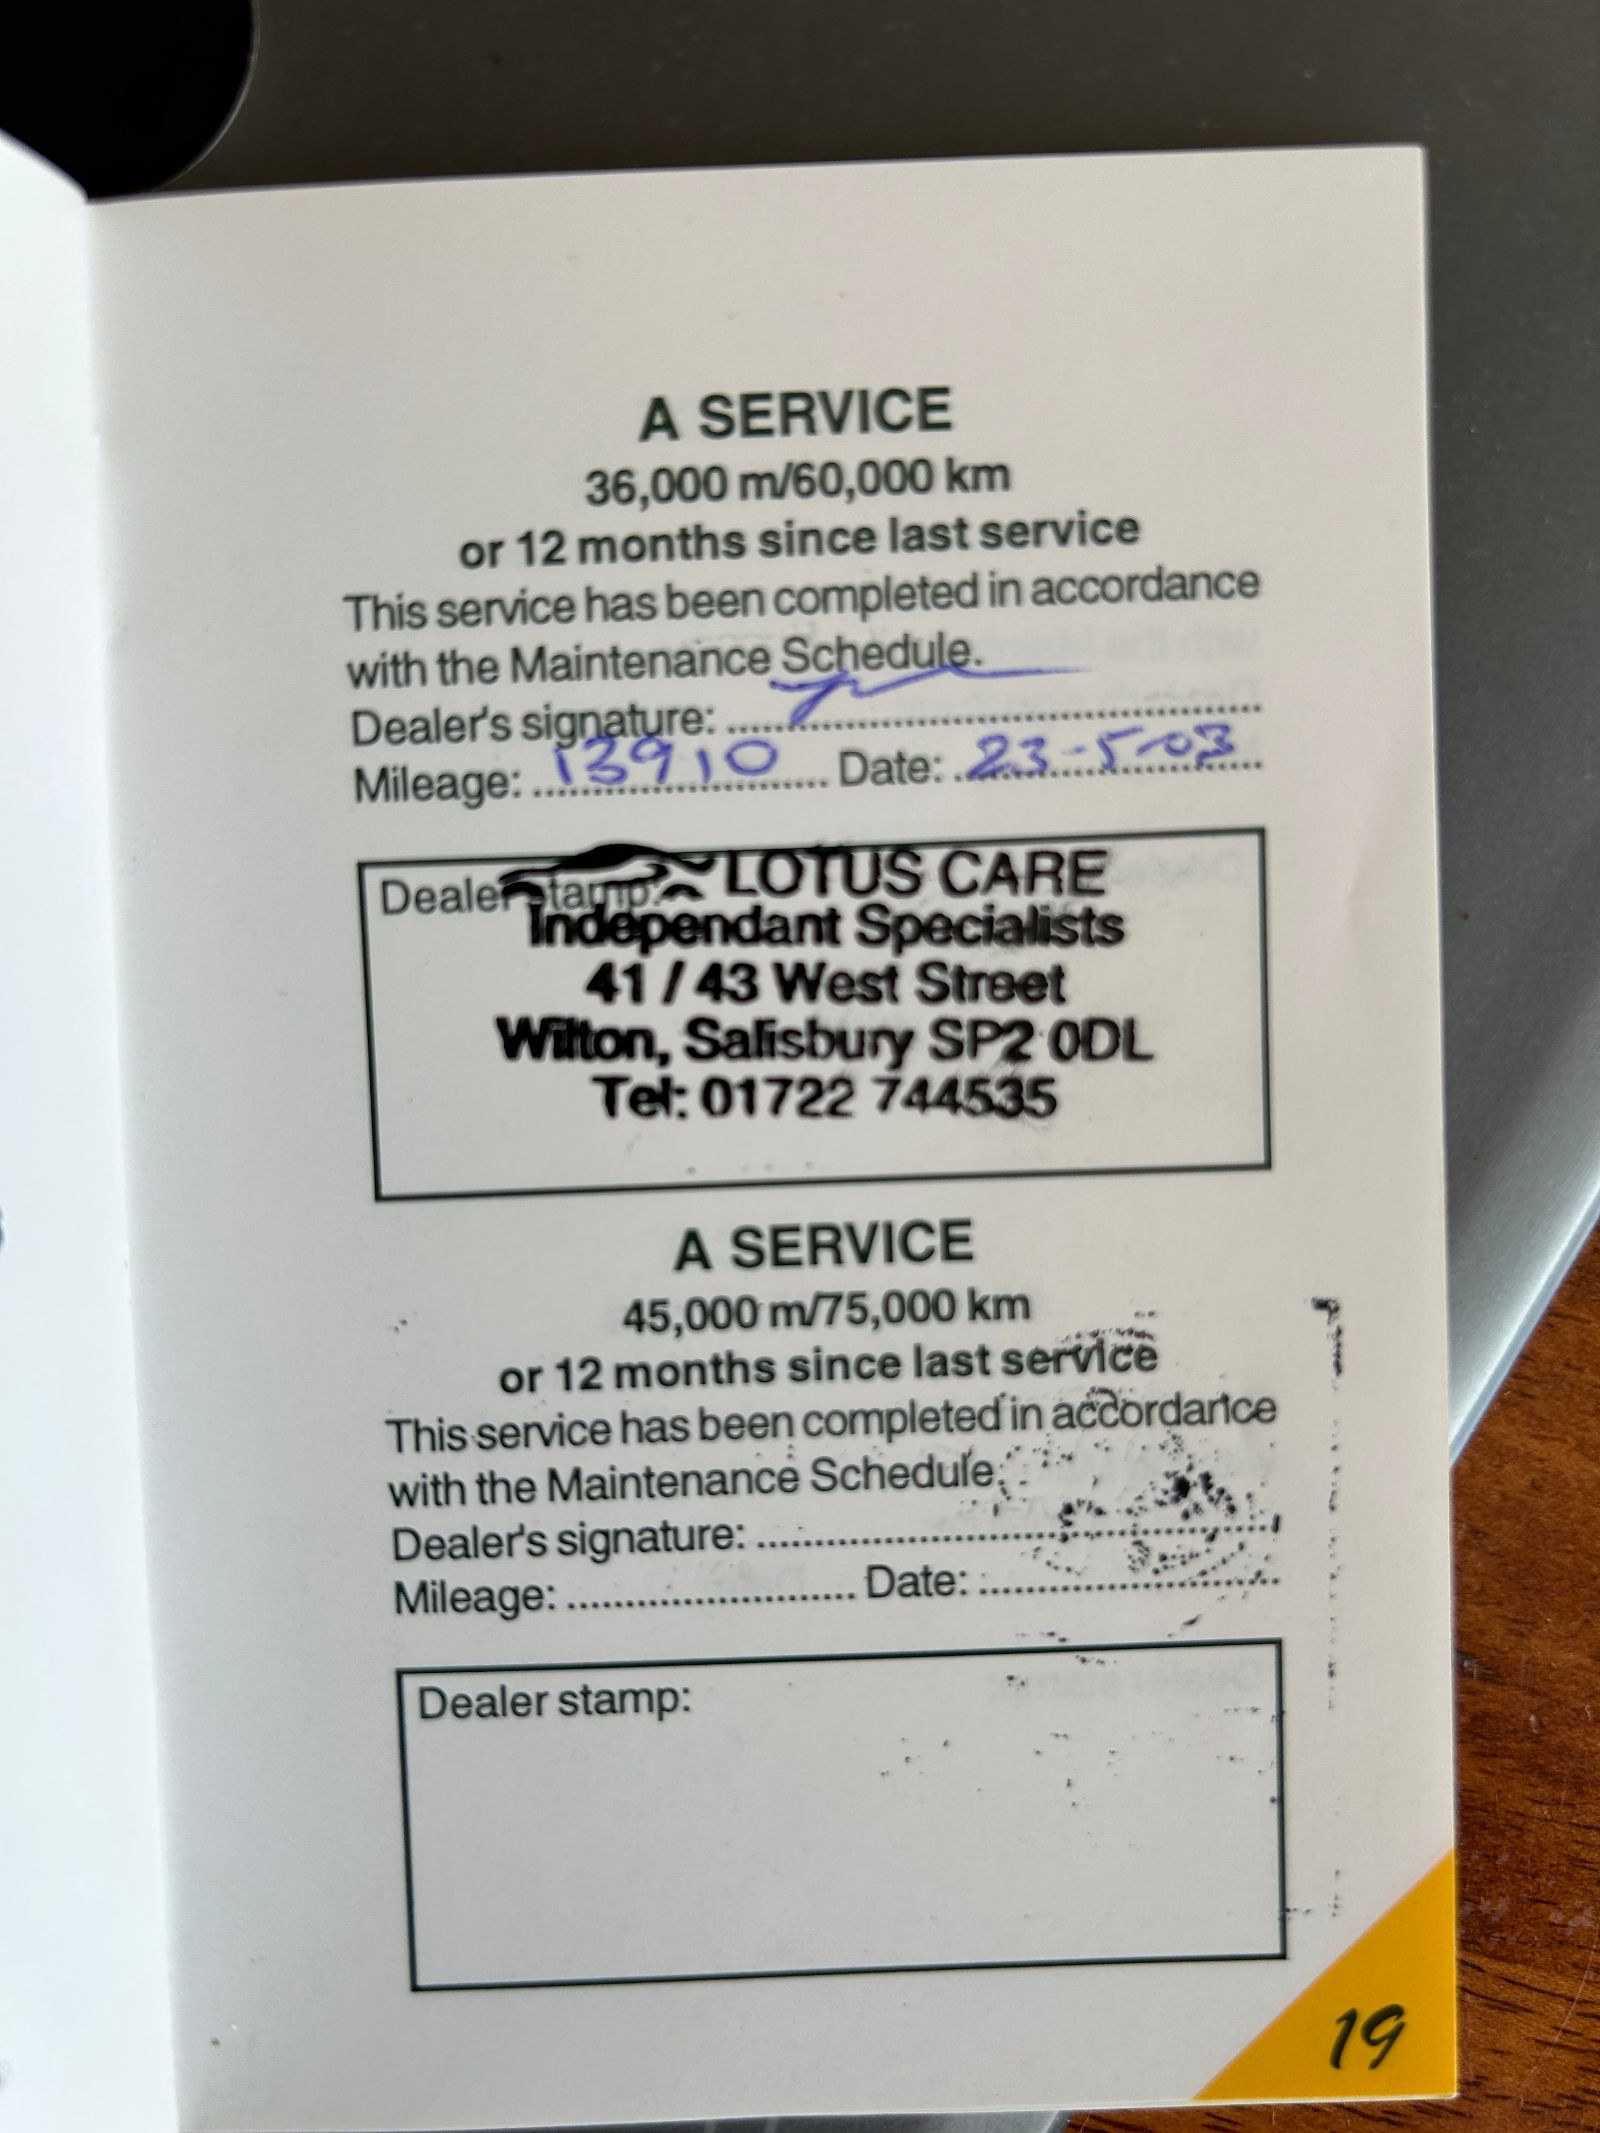 A SERVICE
36,000 m/60,000 km
or 12 months since last service
This service has been completed in accordance
with the Maintenance Schedule.
Dealer's signature: ....................................................
Mileage: 13910 Date: 23-5-03
Dealer stamp:
LOTUS CARE
Independant Specialists
41 / 43 West Street
Wilton, Salisbury SP2 0DL
Tel: 01722 744535
A SERVICE
45,000 m/75,000 km
or 12 months since last service
This service has been completed in accordance
with the Maintenance Schedule.
Dealer's signature: ....................................................
Mileage: ............................ Date: ............................
Dealer stamp:
19